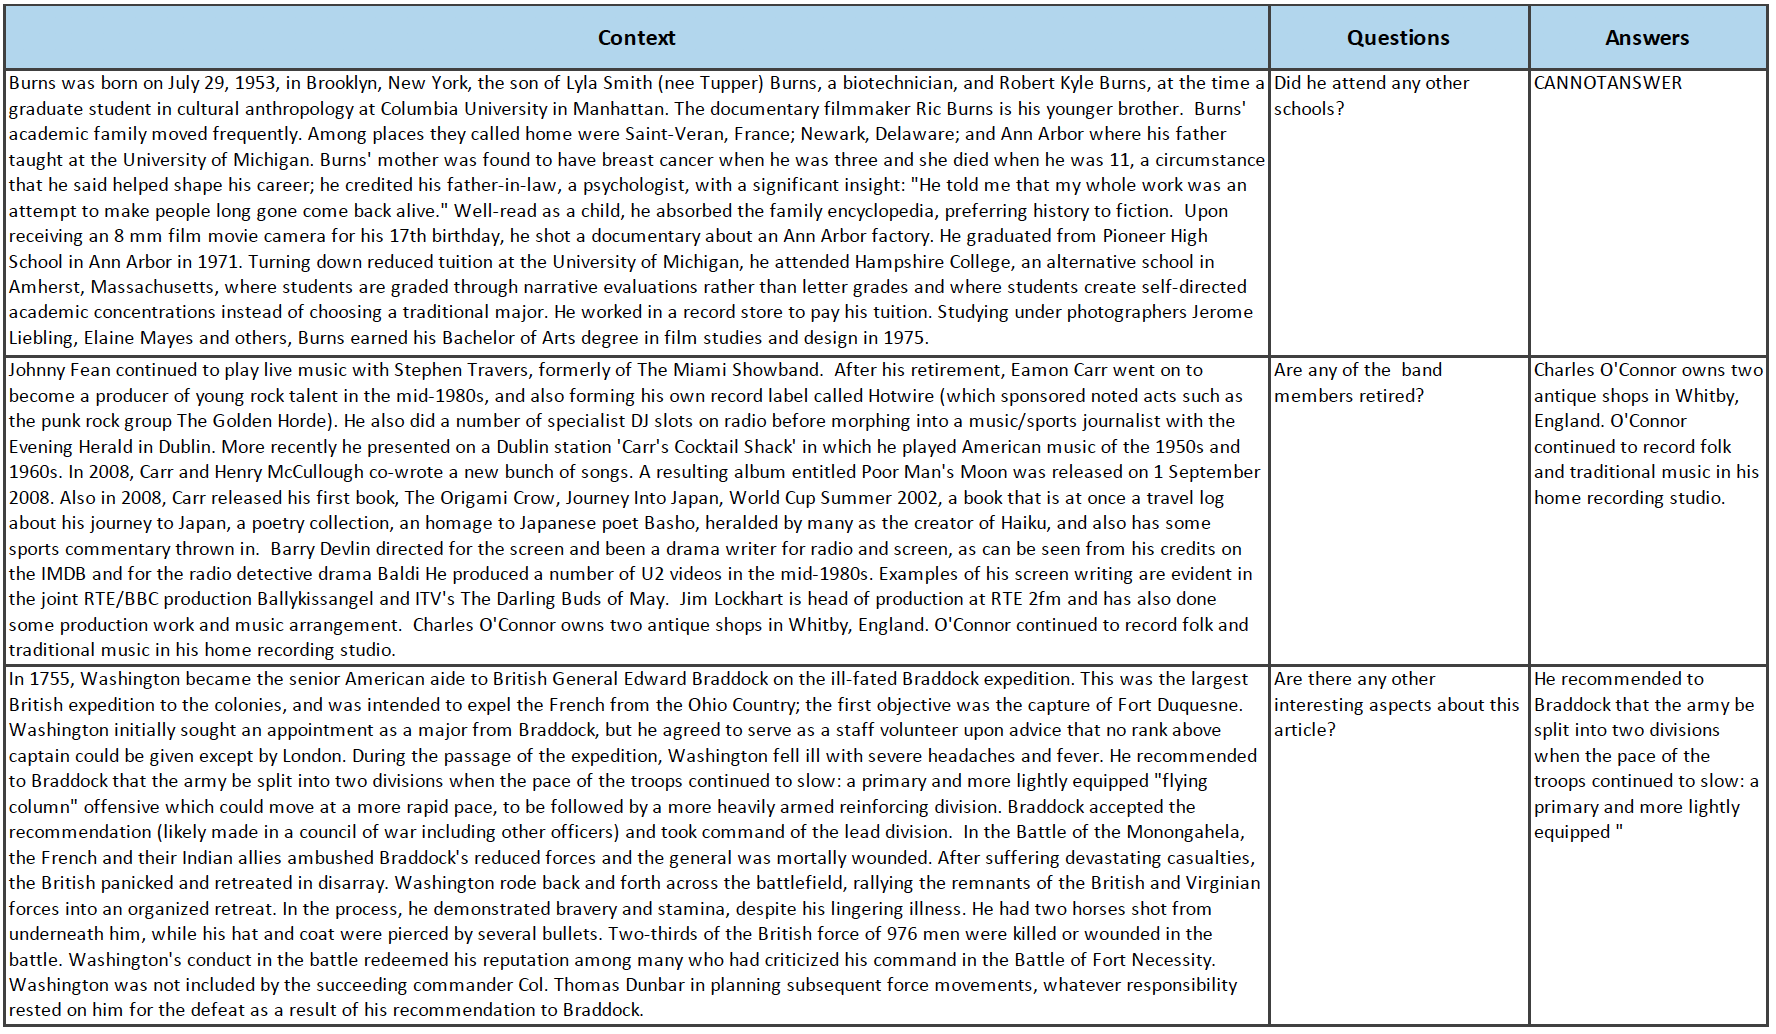 Context Questions Answers
Burns was born on July 29, 1953, in Brooklyn, New York, the son of Lyla Smith (nee Tupper) Burns, a biotechnician, and Robert Kyle Burns, at the time a
graduate student in cultural anthropology at Columbia University in Manhattan. The documentary filmmaker Ric Burns is his younger brother.  Burns'
academic family moved frequently. Among places they called home were Saint-Veran, France; Newark, Delaware; and Ann Arbor where his father
taught at the University of Michigan. Burns' mother was found to have breast cancer when he was three and she died when he was 11, a circumstance
that he said helped shape his career; he credited his father-in-law, a psychologist, with a significant insight: "He told me that my whole work was an
attempt to make people long gone come back alive." Well-read as a child, he absorbed the family encyclopedia, preferring history to fiction.  Upon
receiving an 8 mm film movie camera for his 17th birthday, he shot a documentary about an Ann Arbor factory. He graduated from Pioneer High
School in Ann Arbor in 1971. Turning down reduced tuition at the University of Michigan, he attended Hampshire College, an alternative school in
Amherst, Massachusetts, where students are graded through narrative evaluations rather than letter grades and where students create self-directed
academic concentrations instead of choosing a traditional major. He worked in a record store to pay his tuition. Studying under photographers Jerome
Liebling, Elaine Mayes and others, Burns earned his Bachelor of Arts degree in film studies and design in 1975.
Did he attend any other
schools?
CANNOTANSWER
Johnny Fean continued to play live music with Stephen Travers, formerly of The Miami Showband.  After his retirement, Eamon Carr went on to
become a producer of young rock talent in the mid-1980s, and also forming his own record label called Hotwire (which sponsored noted acts such as
the punk rock group The Golden Horde). He also did a number of specialist DJ slots on radio before morphing into a music/sports journalist with the
Evening Herald in Dublin. More recently he presented on a Dublin station 'Carr's Cocktail Shack' in which he played American music of the 1950s and
1960s. In 2008, Carr and Henry McCullough co-wrote a new bunch of songs. A resulting album entitled Poor Man's Moon was released on 1 September
2008. Also in 2008, Carr released his first book, The Origami Crow, Journey Into Japan, World Cup Summer 2002, a book that is at once a travel log
about his journey to Japan, a poetry collection, an homage to Japanese poet Basho, heralded by many as the creator of Haiku, and also has some
sports commentary thrown in.  Barry Devlin directed for the screen and been a drama writer for radio and screen, as can be seen from his credits on
the IMDB and for the radio detective drama Baldi He produced a number of U2 videos in the mid-1980s. Examples of his screen writing are evident in
the joint RTE/BBC production Ballykissangel and ITV's The Darling Buds of May.  Jim Lockhart is head of production at RTE 2fm and has also done
some production work and music arrangement.  Charles O'Connor owns two antique shops in Whitby, England. O'Connor continued to record folk and
traditional music in his home recording studio.
Are any of the  band
members retired?
Charles O'Connor owns two
antique shops in Whitby,
England. O'Connor
continued to record folk
and traditional music in his
home recording studio.
In 1755, Washington became the senior American aide to British General Edward Braddock on the ill-fated Braddock expedition. This was the largest
British expedition to the colonies, and was intended to expel the French from the Ohio Country; the first objective was the capture of Fort Duquesne.
Washington initially sought an appointment as a major from Braddock, but he agreed to serve as a staff volunteer upon advice that no rank above
captain could be given except by London. During the passage of the expedition, Washington fell ill with severe headaches and fever. He recommended
to Braddock that the army be split into two divisions when the pace of the troops continued to slow: a primary and more lightly equipped "flying
column" offensive which could move at a more rapid pace, to be followed by a more heavily armed reinforcing division. Braddock accepted the
recommendation (likely made in a council of war including other officers) and took command of the lead division.  In the Battle of the Monongahela,
the French and their Indian allies ambushed Braddock's reduced forces and the general was mortally wounded. After suffering devastating casualties,
the British panicked and retreated in disarray. Washington rode back and forth across the battlefield, rallying the remnants of the British and Virginian
forces into an organized retreat. In the process, he demonstrated bravery and stamina, despite his lingering illness. He had two horses shot from
underneath him, while his hat and coat were pierced by several bullets. Two-thirds of the British force of 976 men were killed or wounded in the
battle. Washington's conduct in the battle redeemed his reputation among many who had criticized his command in the Battle of Fort Necessity.
Washington was not included by the succeeding commander Col. Thomas Dunbar in planning subsequent force movements, whatever responsibility
rested on him for the defeat as a result of his recommendation to Braddock.
Are there any other
interesting aspects about this
article?
He recommended to
Braddock that the army be
split into two divisions
when the pace of the
troops continued to slow: a
primary and more lightly
equipped "